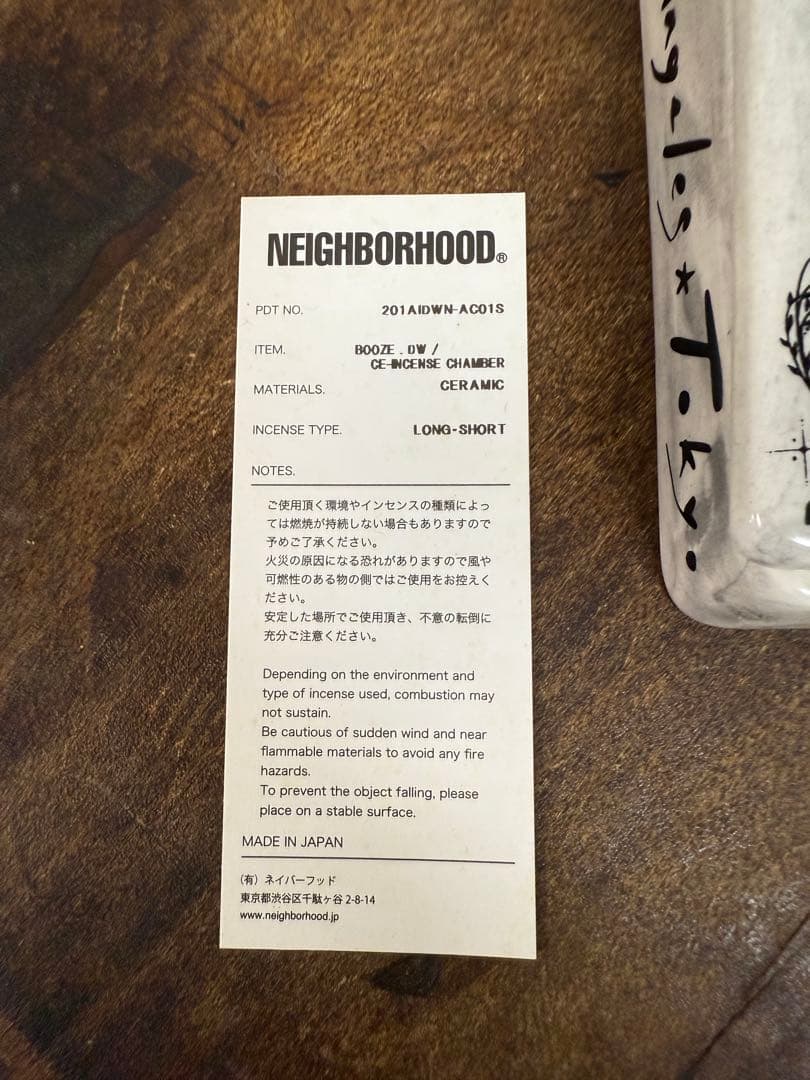 NEIGHBORHOOD®
PDT NO. 201AIDWN-AC01S
ITEM. BOOZE . DW /
CE-INCENSE CHAMBER
MATERIALS. CERAMIC
INCENSE TYPE. LONG-SHORT
NOTES.
ご使用頂く環境やインセンスの種類によっ
ては燃焼が持続しない場合もありますので
予めご了承ください。
火災の原因になる恐れがありますので風や
可燃性のある物の側ではご使用をお控えく
ださい。
安定した場所でご使用頂き、不意の転倒に
充分ご注意ください。
Depending on the environment and
type of incense used, combustion may
not sustain.
Be cautious of sudden wind and near
flammable materials to avoid any fire
hazards.
To prevent the object falling, please
place on a stable surface.
MADE IN JAPAN
(有）ネイバーフッド
東京都渋谷区千駄ヶ谷 2-8-14
www.neighborhood.jp
★ Tokyo